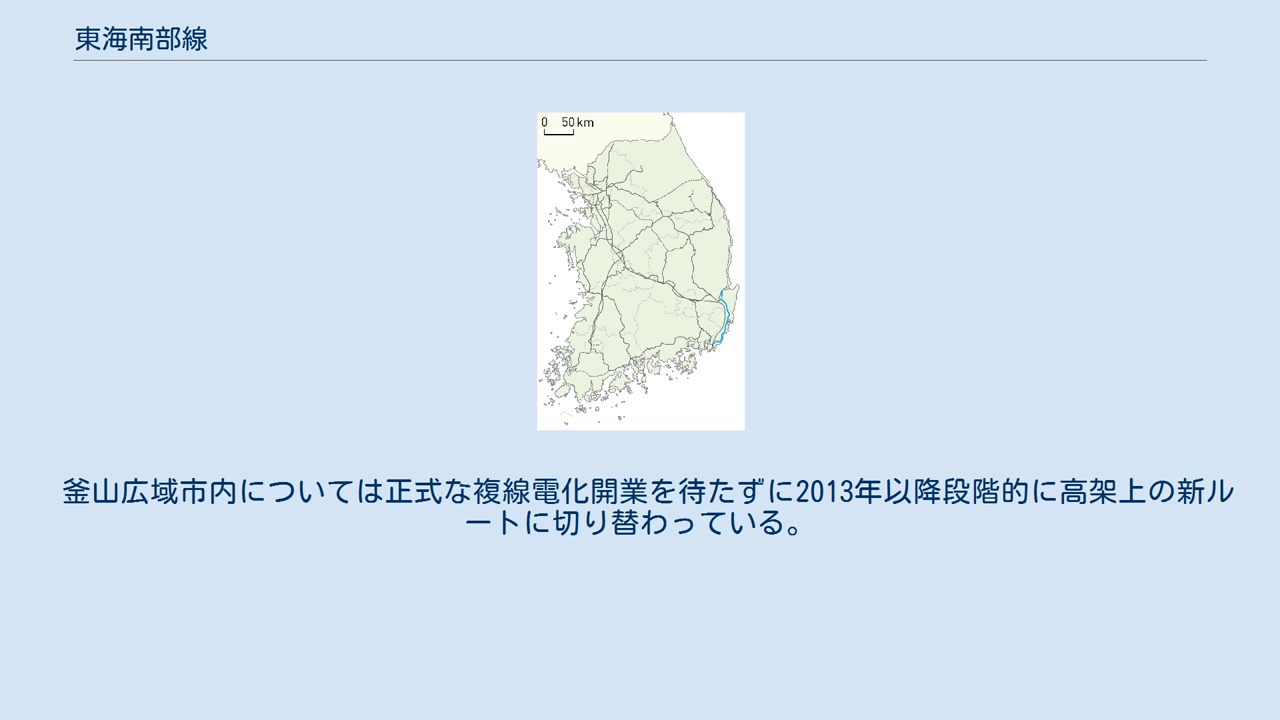 東海南部線
0 50 km
釜山広域市内については正式な複線電化開業を待たずに2013年以降段階的に高架上の新ル
ートに切り替わっている。